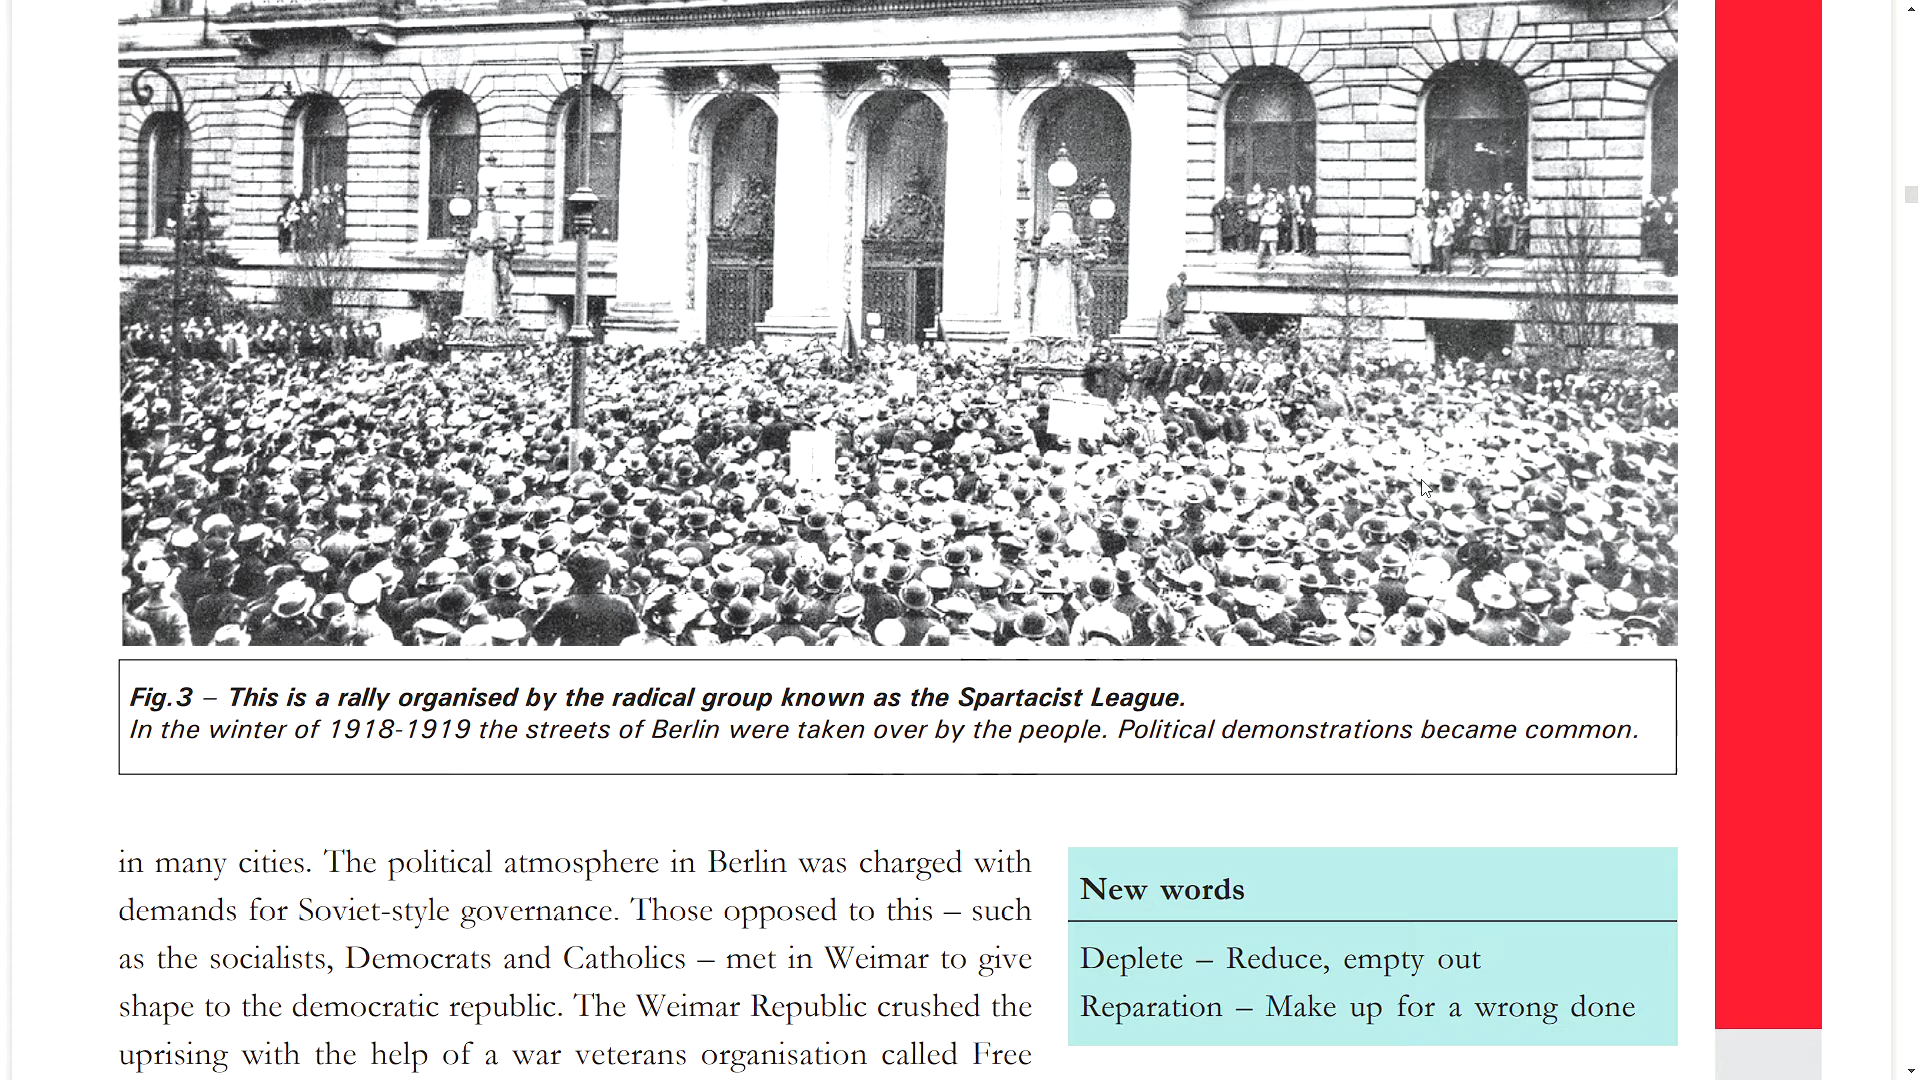 Fig.3 – This is a rally organised by the radical group known as the Spartacist League.
In the winter of 1918-1919 the streets of Berlin were taken over by the people. Political demonstrations became common.
in many cities. The political atmosphere in Berlin was charged with
demands for Soviet-style governance. Those opposed to this – such
as the socialists, Democrats and Catholics – met in Weimar to give
shape to the democratic republic. The Weimar Republic crushed the
uprising with the help of a war veterans organisation called Free
New words
Deplete – Reduce, empty out
Reparation – Make up for a wrong done